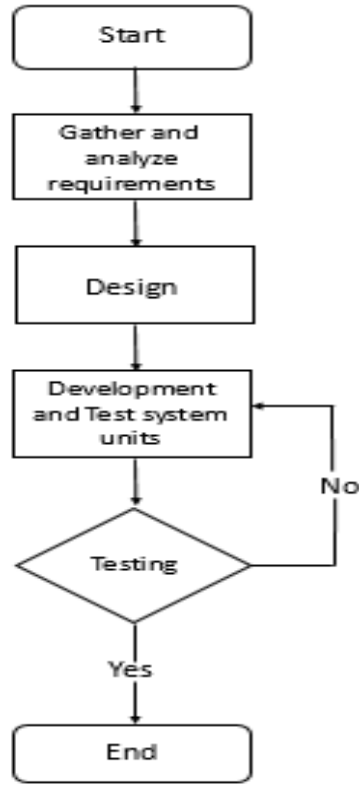 Start
Gather and
analyze
requirements
Design
Development
and Test system
units
No
Testing
Yes
End